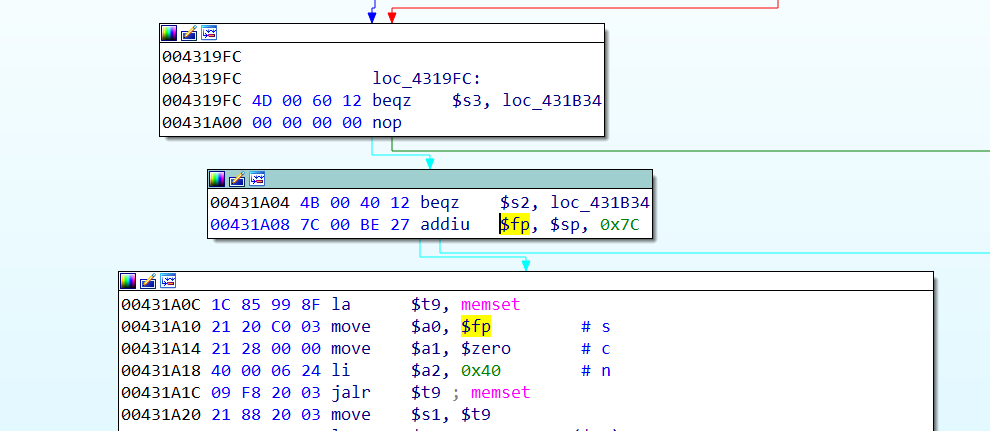 004319FC
004319FC loc_4319FC:
004319FC 4D 00 60 12 beqz $s3, loc_431B34
00431A00 00 00 00 00 nop
00431A04 4B 00 40 12 beqz $s2, loc_431B34
00431A08 7C 00 BE 27 addiu $fp, $sp, 0x7C
00431A0C 1C 85 99 8F la $t9, memset
00431A10 21 20 C0 03 move $a0, $fp # s
00431A14 21 28 00 00 move $a1, $zero # c
00431A18 40 00 06 24 li $a2, 0x40 # n
00431A1C 09 F8 20 03 jalr $t9 ; memset
00431A20 21 88 20 03 move $s1, $t9